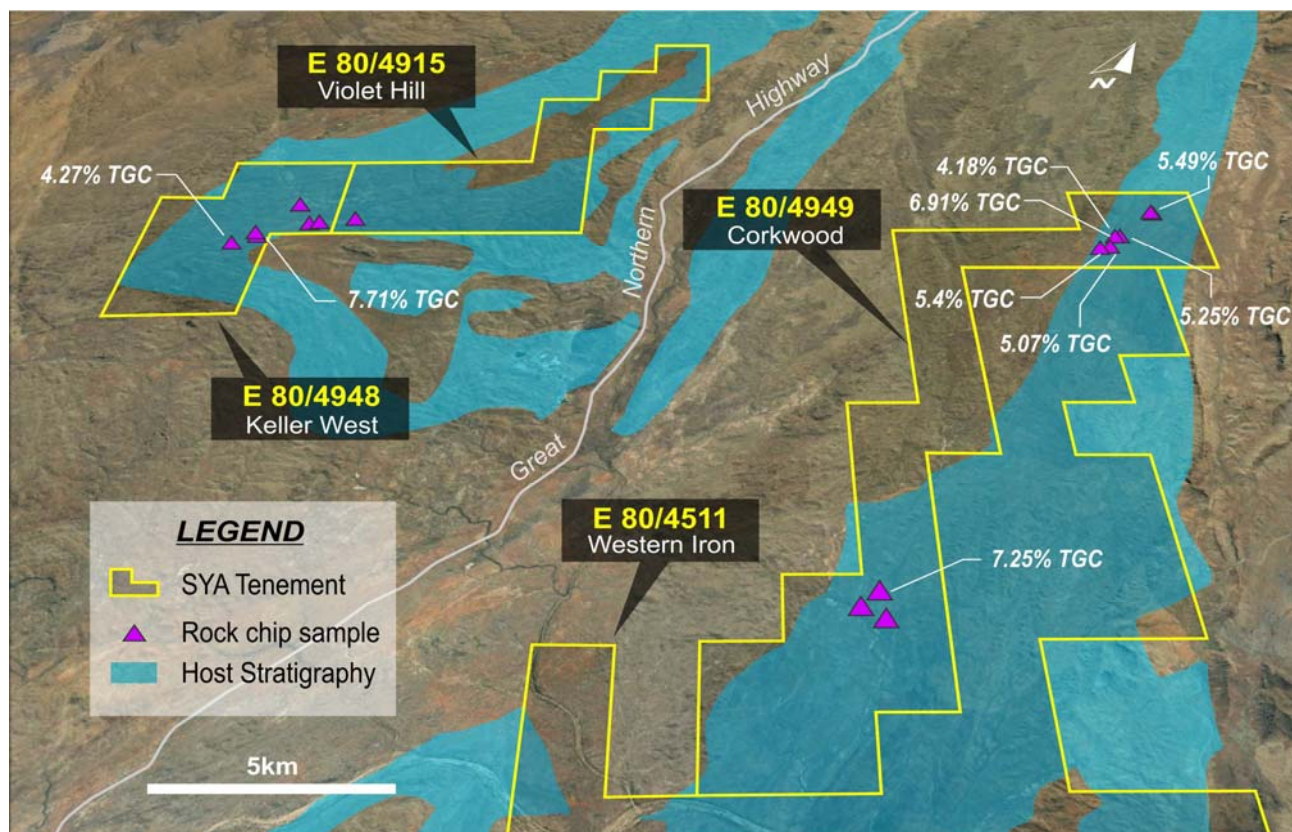 E 80/4915
Violet Hill
Highway
N
4.27% TGC
4.18% TGC
5.49% TGC
6.91% TGC
E 80/4949
Corkwood
Northern
7.71% TGC
5.4% TGC
5.25% TGC
5.07% TGC
E 80/4948
Keller West
Great
E 80/4511
Western Iron
LEGEND
SYA Tenement
Rock chip sample
Host Stratigraphy
7.25% TGC
5km